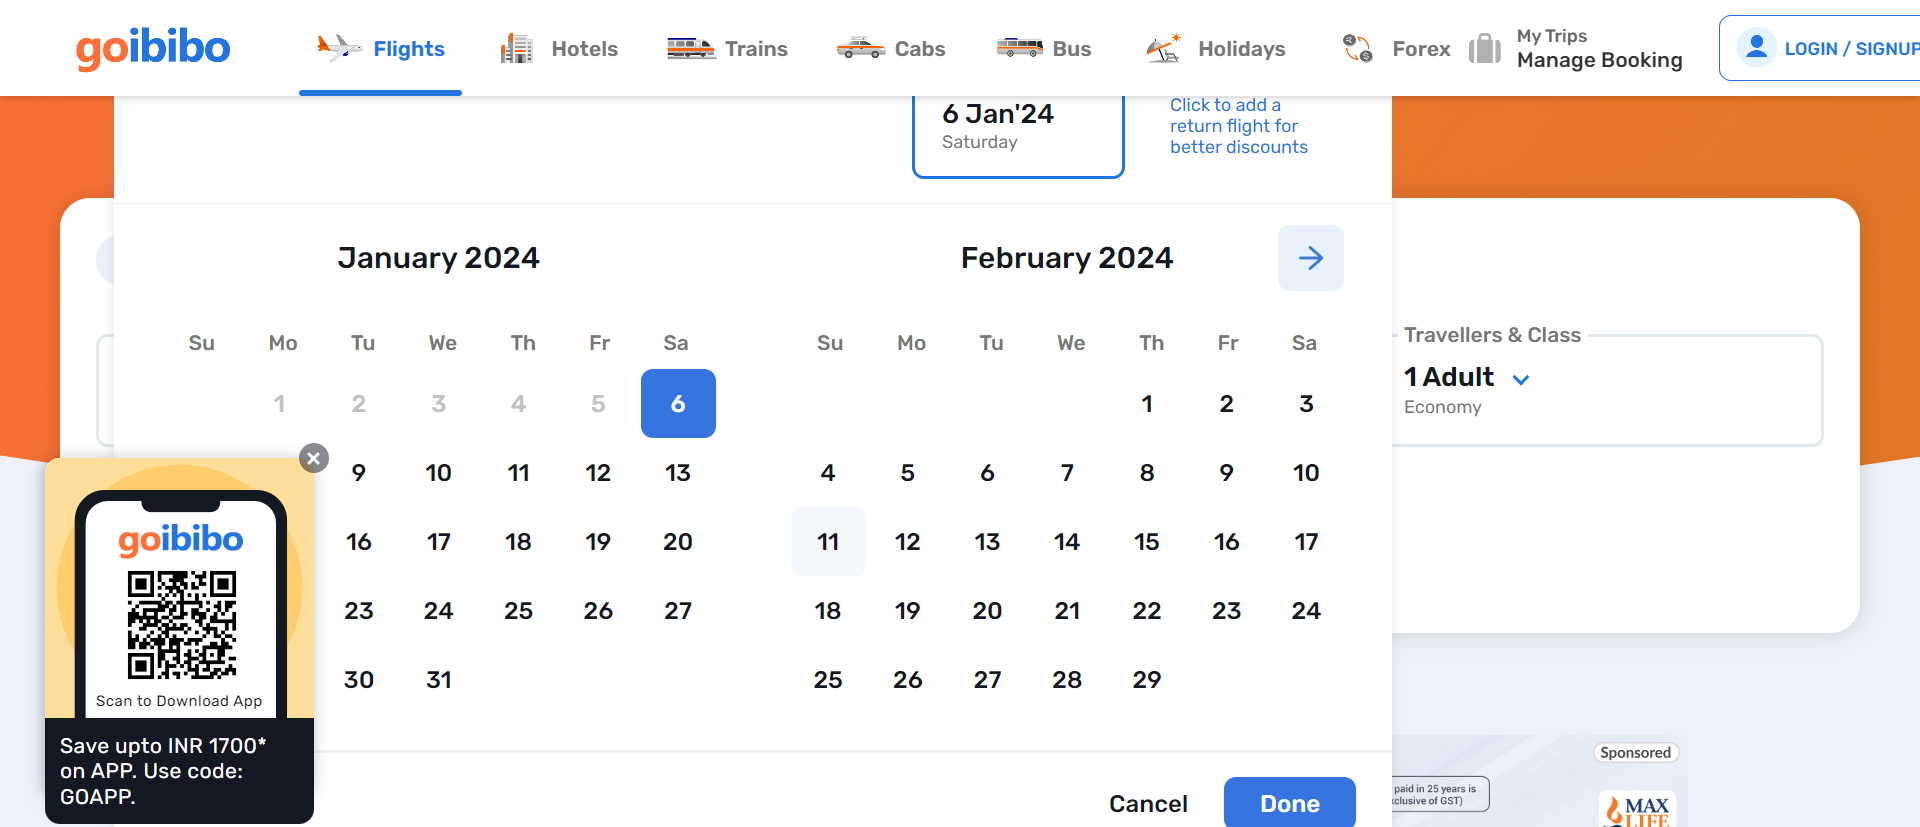 goibibo
Flights
Hotels
Trains
Cabs
Bus
Holidays
Forex
My Trips
Manage Booking
LOGIN / SIGNUP
6 Jan'24
Saturday
Click to add a
return flight for
better discounts
January 2024
Su Mo Tu We Th Fr Sa
1 2 3 4 5 6
9 10 11 12 13
16 17 18 19 20
23 24 25 26 27
30 31
February 2024
Su Mo Tu We Th Fr Sa
1 2 3
4 5 6 7 8 9 10
11 12 13 14 15 16 17
18 19 20 21 22 23 24
25 26 27 28 29
Travellers & Class
1 Adult
Economy
goibibo
Scan to Download App
Save upto INR 1700*
on APP. Use code:
GOAPP.
Cancel
Done
Sponsored
paid in 25 years is
clusive of GST)
MAX
LIFE